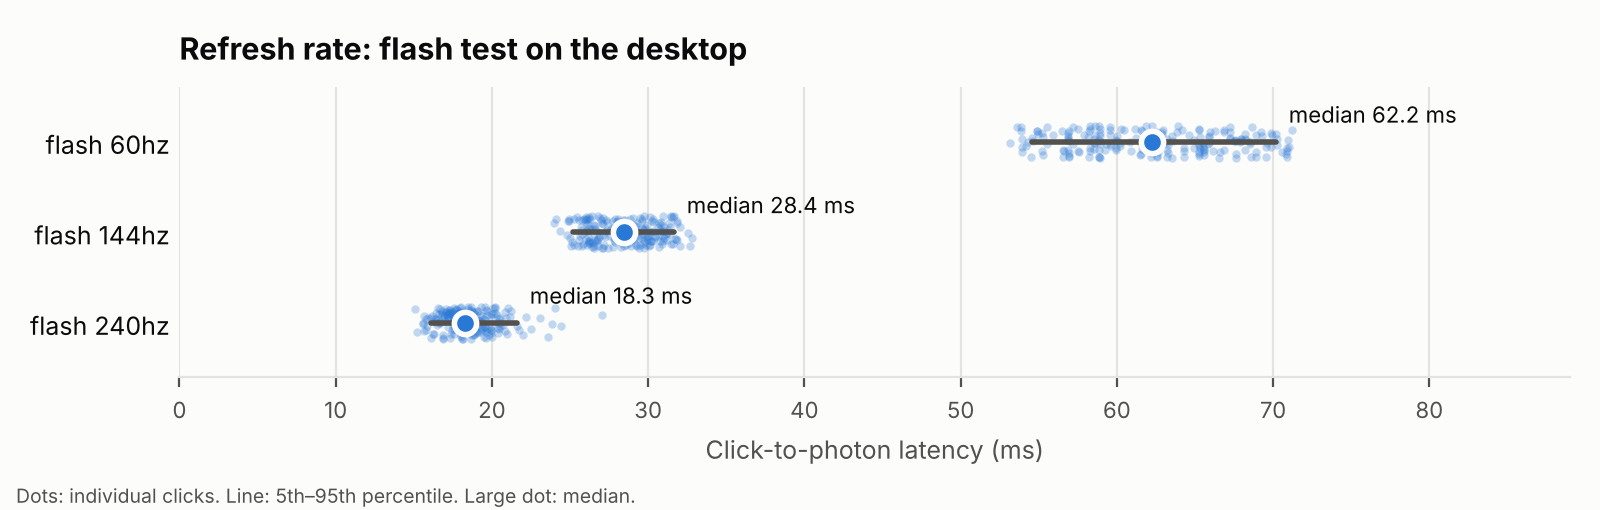 Refresh rate: flash test on the desktop
flash 60hz
median 62.2 ms
flash 144hz
median 28.4 ms
flash 240hz
median 18.3 ms
0 10 20 30 40 50 60 70 80
Click-to-photon latency (ms)
Dots: individual clicks. Line: 5th–95th percentile. Large dot: median.